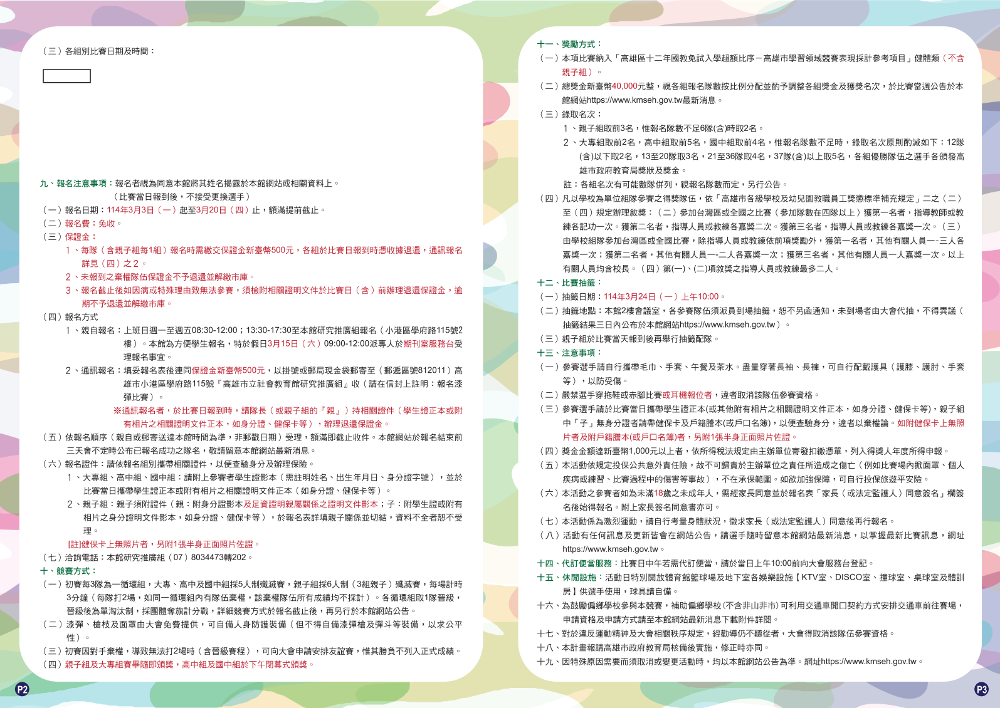 （三）各組別比賽日期及時間：
九、報名注意事項：報名者視為同意本館將其姓名揭露於本館網站或相關資料上。
（比賽當日報到後，不接受更換選手）
（一）報名日期：114年3月3日（一）起至3月20日（四）止，額滿提前截止。
（二）報名費：免收。
（三）保證金：
1、每隊（含親子組每1組）報名時需繳交保證金新臺幣500元，各組於比賽日報到時憑收據退還，通訊報名
詳見（四）之2。
2、未報到之棄權隊伍保證金不予退還並解繳市庫。
3、報名截止後如因病或特殊理由致無法參賽，須檢附相關證明文件於比賽日（含）前辦理退還保證金，逾
期不予退還並解繳市庫。
（四）報名方式
1、親自報名：上班日週一至週五08:30-12:00；13:30-17:30至本館研究推廣組報名（小港區學府路115號2
樓）。本館為方便學生報名，特於假日3月15日（六）09:00-12:00派專人於期刊室服務台受
理報名事宜。
2、通訊報名：填妥報名表後連同保證金新臺幣500元，以掛號或郵局現金袋郵寄至（郵遞區號812011）高
雄市小港區學府路115號『高雄市立社會教育館研究推廣組』收（請在信封上註明：報名漆
彈比賽）。
※通訊報名者，於比賽日報到時，請隊長（或親子組的『親』）持相關證件（學生證正本或附
有相片之相關證明文件正本，如身分證、健保卡等），辦理退還保證金。
（五）依報名順序（親自或郵寄送達本館時間為準，非郵戳日期）受理，額滿即截止收件。本館網站於報名結束前
三天會不定時公布已報名成功之隊名，敬請留意本館網站最新消息。
（六）報名證件：請依報名組別攜帶相關證件，以便查驗身分及辦理保險。
1、大專組、高中組、國中組：請附上參賽者學生證影本（需註明姓名、出生年月日、身分證字號），並於
比賽當日攜帶學生證正本或附有相片之相關證明文件正本（如身分證、健保卡等）。
2、親子組：親子須附證件（親：附身分證影本及足資證明親屬關係之證明文件影本；子：附學生證或附有
相片之身分證明文件影本，如身分證、健保卡等），於報名表詳填親子關係並切結，資料不全者恕不受
理。
[註]健保卡上無照片者，另附1張半身正面照片佐證。
（七）洽詢電話：本館研究推廣組（07）8034473轉202。
十、競賽方式：
（一）初賽每3隊為一循環組，大專、高中及國中組採5人制殲滅賽，親子組採6人制（3組親子）殲滅賽，每場計時
3分鐘（每隊打2場，如同一循環組內有隊伍棄權，該棄權隊伍所有成績均不採計）。各循環組取1隊晉級，
晉級後為單淘汰制，採團體奪旗計分戰，詳細競賽方式於報名截止後，再另行於本館網站公告。
（二）漆彈、槍枝及面罩由大會免費提供，可自備人身防護裝備（但不得自備漆彈槍及彈斗等裝備，以求公平
性）。
（三）初賽因對手棄權，導致無法打2場時（含晉級賽程），可向大會申請安排友誼賽，惟其勝負不列入正式成績。
（四）親子組及大專組賽畢隨即頒獎，高中組及國中組於下午閉幕式頒獎。
P2
十一、獎勵方式：
（一）本項比賽納入「高雄區十二年國教免試入學超額比序－高雄市學習領域競賽表現採計參考項目」健體類（不含
親子組）。
（二）總獎金新臺幣40,000元整，視各組報名隊數按比例分配並酌予調整各組獎金及獲獎名次，於比賽當週公告於本
館網站https://www.kmseh.gov.tw最新消息。
（三）錄取名次：
1、親子組取前3名，惟報名隊數不足6隊(含)時取2名。
2、大專組取前2名，高中組取前5名，國中組取前4名，惟報名隊數不足時，錄取名次原則酌減如下：12隊
(含)以下取2名，13至20隊取3名，21至36隊取4名，37隊(含)以上取5名，各組優勝隊伍之選手各頒發高
雄市政府教育局獎狀及獎金。
註：各組名次有可能數隊併列，視報名隊數而定，另行公告。
（四）凡以學校為單位組隊參賽之得獎隊伍，依「高雄市各級學校及幼兒園教職員工獎懲標準補充規定」二之（二）
至（四）規定辦理敘獎：（二）參加台灣區或全國之比賽（參加隊數在四隊以上）獲第一名者，指導教師或教
練各記功一次。獲第二名者，指導人員或教練各嘉獎二次。獲第三名者，指導人員或教練各嘉獎一次。（三）
由學校組隊參加台灣區或全國比賽，除指導人員或教練依前項獎勵外，獲第一名者，其他有關人員一-三人各
嘉獎一次；獲第二名者，其他有關人員一-二人各嘉獎一次；獲第三名者，其他有關人員一人嘉獎一次。以上
有關人員均含校長。（四）第(一)、(二)項敘獎之指導人員或教練最多二人。
十二、比賽抽籤：
（一）抽籤日期：114年3月24日（一）上午10:00。
（二）抽籤地點：本館2樓會議室，各參賽隊伍須派員到場抽籤，恕不另函通知，未到場者由大會代抽，不得異議（
抽籤結果三日內公布於本館網站https://www.kmseh.gov.tw）。
（三）親子組於比賽當天報到後再舉行抽籤配隊。
十三、注意事項：
（一）參賽選手請自行攜帶毛巾、手套、午餐及茶水。盡量穿著長袖、長褲，可自行配戴護具（護膝、護肘、手套
等），以防受傷。
（二）嚴禁選手穿拖鞋或赤腳比賽或耳機報位者，違者取消該隊伍參賽資格。
（三）參賽選手請於比賽當日攜帶學生證正本(或其他附有相片之相關證明文件正本，如身分證、健保卡等)，親子組
中「子」無身分證者請帶健保卡及戶籍謄本(或戶口名簿)，以便查驗身分，違者以棄權論。如附健保卡上無照
片者及附戶籍謄本(或戶口名簿)者，另附1張半身正面照片佐證。
（四）獎金金額達新臺幣1,000元以上者，依所得稅法規定由主辦單位寄發扣繳憑單，列入得獎人年度所得申報。
（五）本活動依規定投保公共意外責任險，故不可歸責於主辦單位之責任所造成之傷亡（例如比賽場內掀面罩、個人
疾病或練習、比賽過程中的傷害等事故），不在承保範圍。如欲加強保障，可自行投保旅遊平安險。
（六）本活動之參賽者如為未滿18歲之未成年人，需經家長同意並於報名表「家長（或法定監護人）同意簽名」欄簽
名後始得報名。附上家長簽名同意書亦可。
（七）本活動係為激烈運動，請自行考量身體狀況，徵求家長（或法定監護人）同意後再行報名。
（八）活動有任何訊息及更新皆會在網站公告，請選手隨時留意本館網站最新消息，以掌握最新比賽訊息，網址
https://www.kmseh.gov.tw。
十四、代訂便當服務：比賽日中午若需代訂便當，請於當日上午10:00前向大會服務台登記。
十五、休閒設施：活動日特別開放體育館籃球場及地下室各娛樂設施【KTV室、DISCO室、撞球室、桌球室及體訓
房】供選手使用，球具請自備。
十六、為鼓勵偏鄉學校參與本競賽，補助偏鄉學校(不含非山非市)可利用交通車開口契約方式安排交通車前往賽場，
申請資格及申請方式請至本館網站最新消息下載附件詳閱。
十七、對於違反運動精神及大會相關秩序規定，經勸導仍不聽從者，大會得取消該隊伍參賽資格。
十八、本計畫報請高雄市政府教育局核備後實施，修正時亦同。
十九、因特殊原因需要而須取消或變更活動時，均以本館網站公告為準。網址https://www.kmseh.gov.tw。
P3